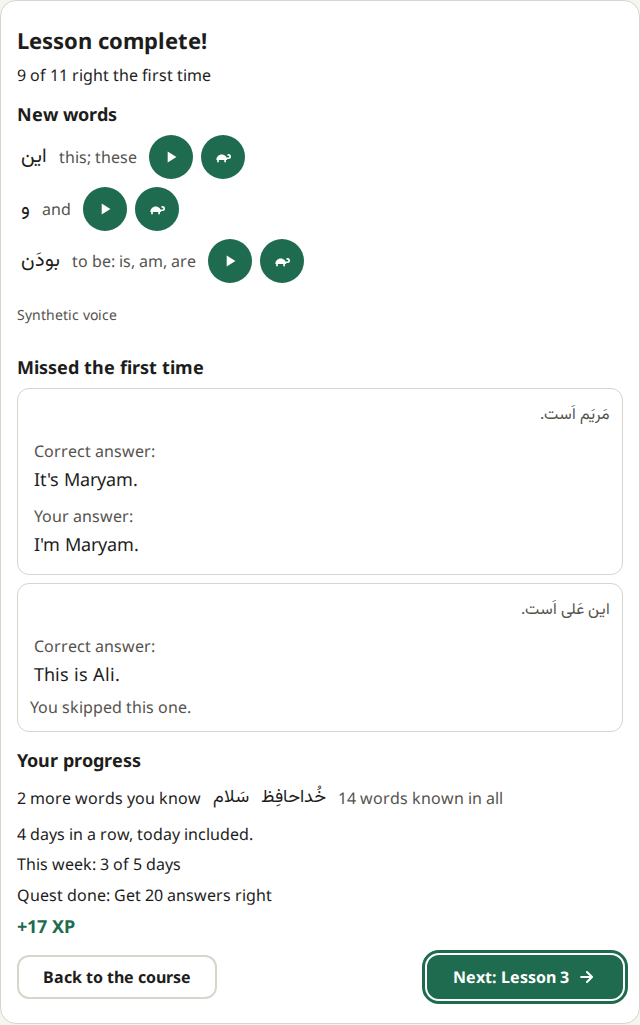 Lesson complete!
9 of 11 right the first time
New words
این this; these
و and
بودَن to be: is, am, are
Synthetic voice
Missed the first time
مَریَم اَست.
Correct answer:
It's Maryam.
Your answer:
I'm Maryam.
این عَلی اَست.
Correct answer:
This is Ali.
You skipped this one.
Your progress
2 more words you know سَلام خُداحافِظ 14 words known in all
4 days in a row, today included.
This week: 3 of 5 days
Quest done: Get 20 answers right
+17 XP
Back to the course
Next: Lesson 3 →